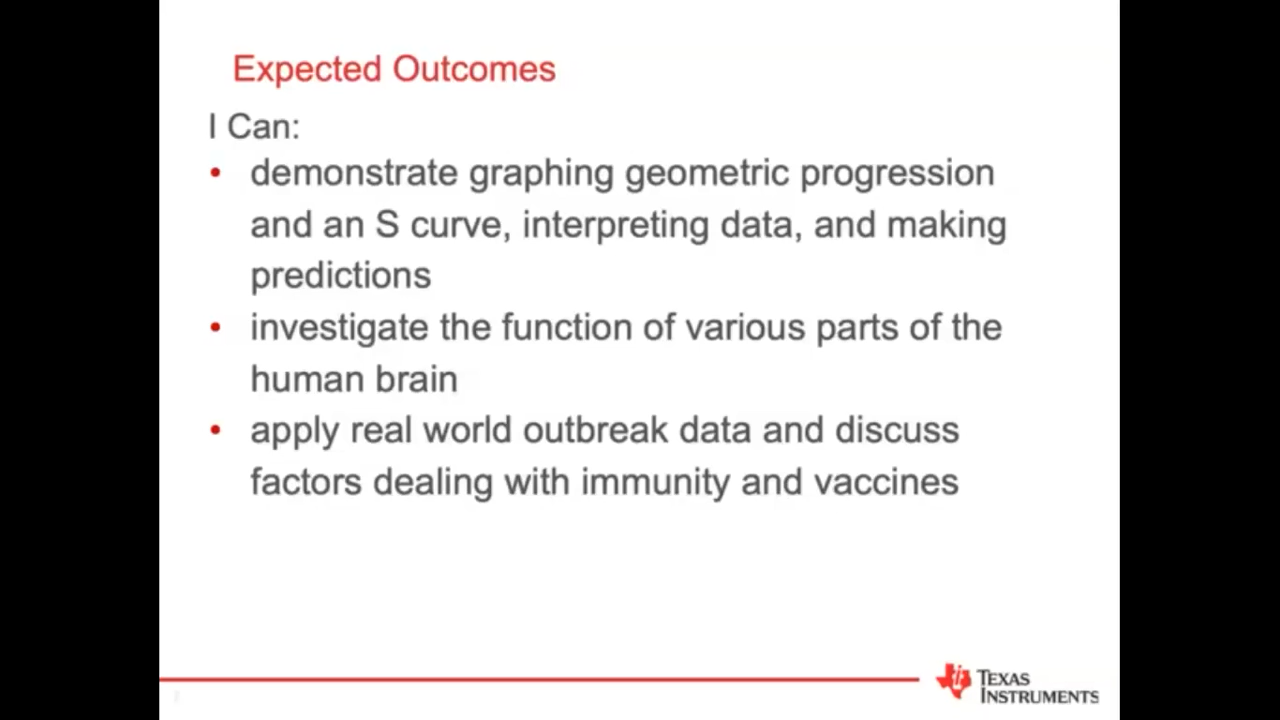 Expected Outcomes
I Can:
• demonstrate graphing geometric progression
and an S curve, interpreting data, and making
predictions
• investigate the function of various parts of the
human brain
• apply real world outbreak data and discuss
factors dealing with immunity and vaccines
TEXAS
INSTRUMENTS